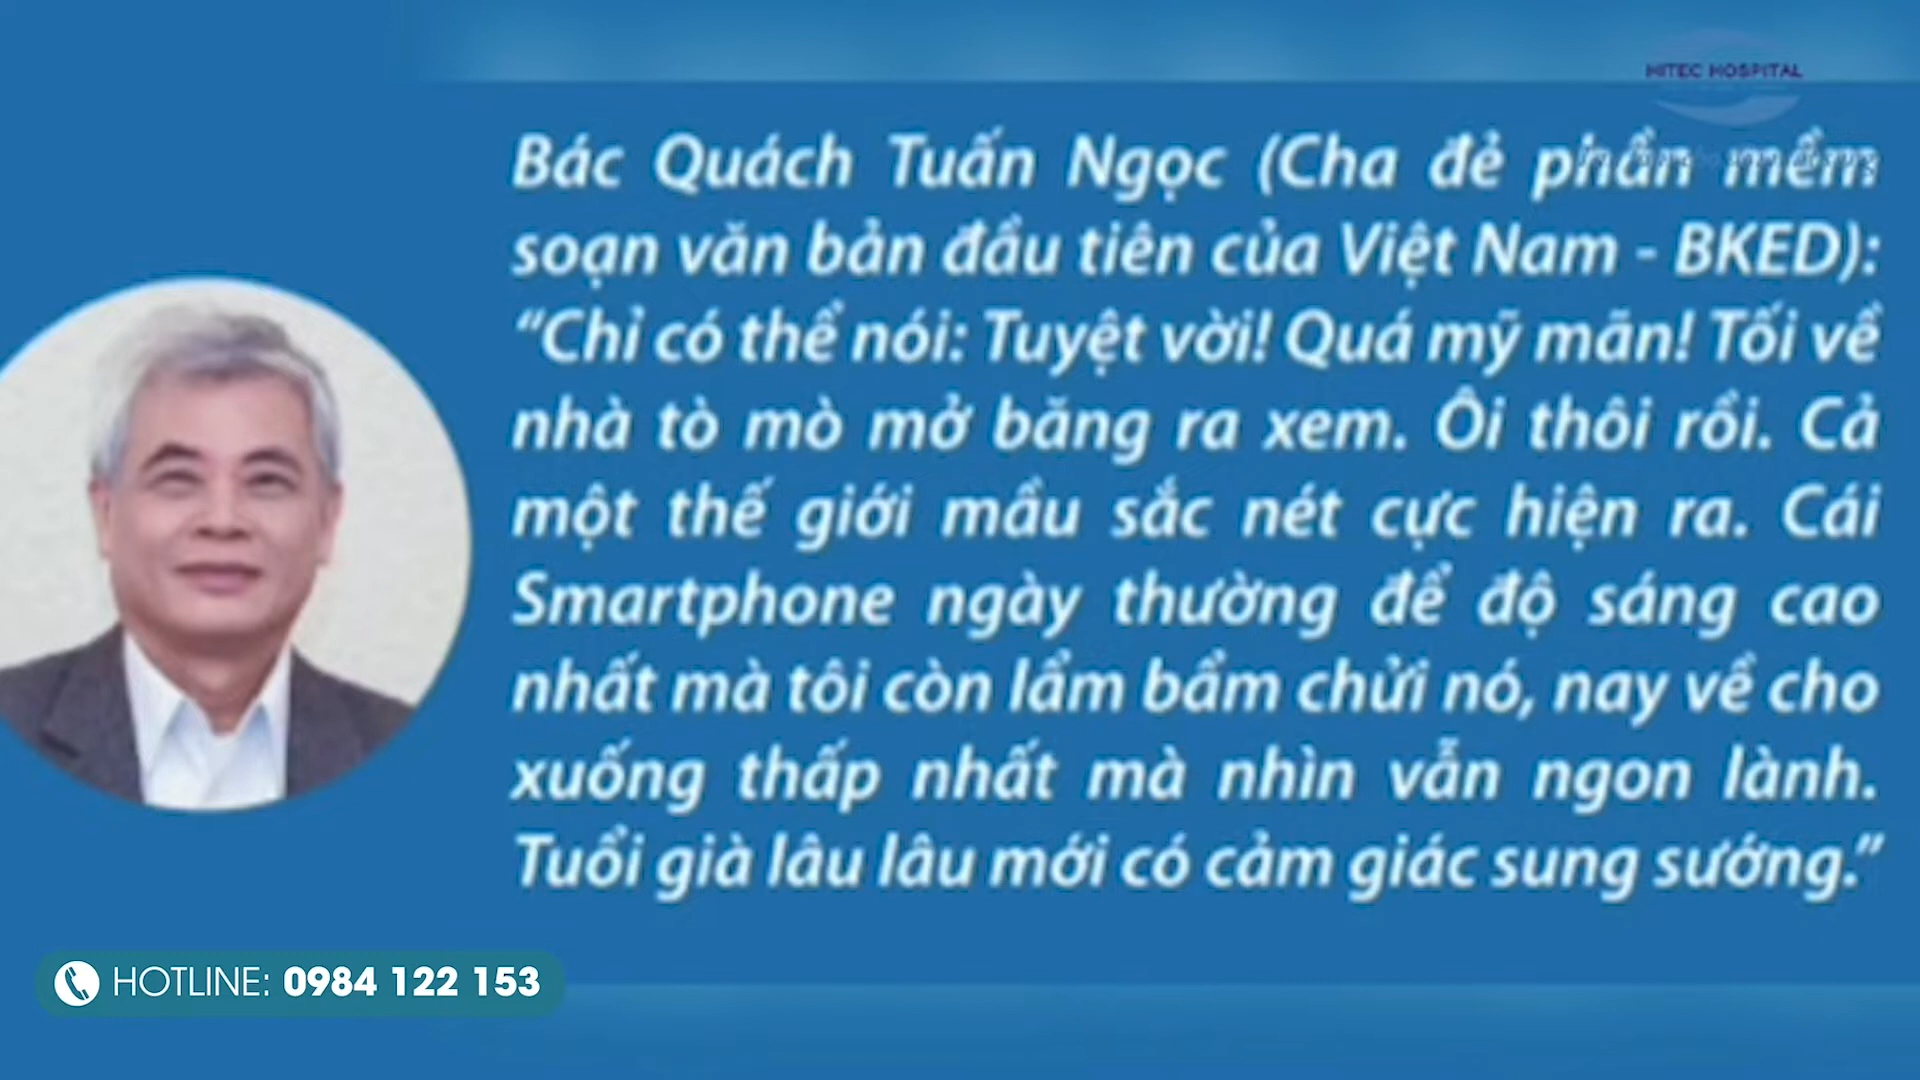 HITEC HOSPITAL
Bác Quách Tuấn Ngọc (Cha đẻ phần mềm
soạn văn bản đầu tiên của Việt Nam - BKED):
“Chỉ có thể nói: Tuyệt vời! Quá mỹ mãn! Tối về
nhà tò mò mở băng ra xem. Ôi thôi rồi. Cả
một thế giới mầu sắc nét cực hiện ra. Cái
Smartphone ngày thường để độ sáng cao
nhất mà tôi còn lẩm bẩm chửi nó, nay về cho
xuống thấp nhất mà nhìn vẫn ngon lành.
Tuổi già lâu lâu mới có cảm giác sung sướng.”
HOTLINE: 0984 122 153